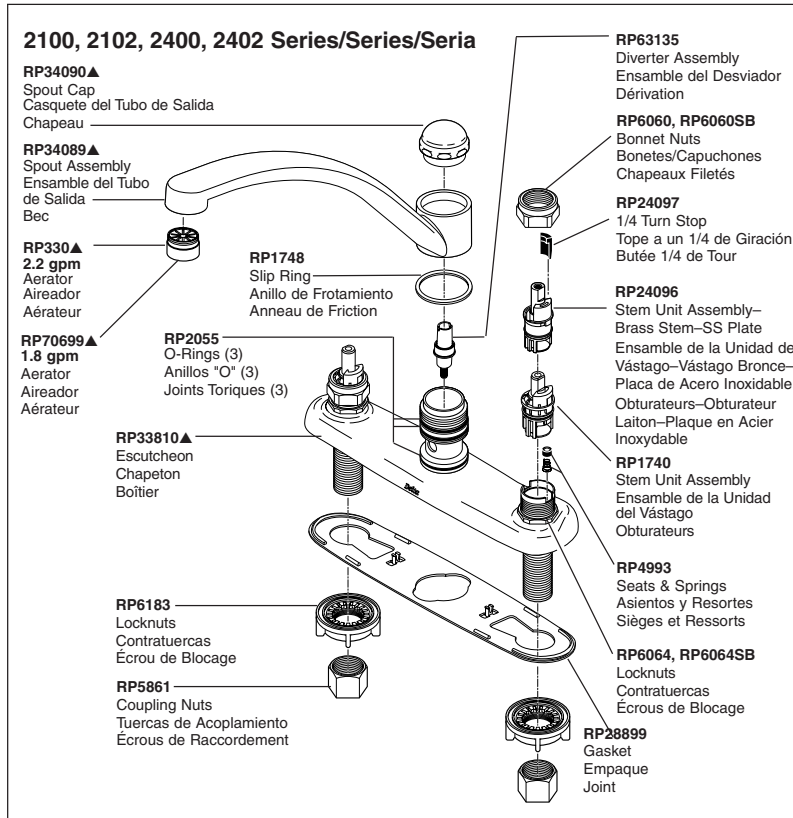 2100, 2102, 2400, 2402 Series/Series/Seria
RP34090▲
Spout Cap
Casquete del Tubo de Salida
Chapeau
RP34089▲
Spout Assembly
Ensamble del Tubo
de Salida
Bec
RP330▲
2.2 gpm
Aerator
Aireador
Aérateur
RP70699▲
1.8 gpm
Aerator
Aireador
Aérateur
RP1748
Slip Ring
Anillo de Frotamiento
Anneau de Friction
RP2055
O-Rings (3)
Anillos "O" (3)
Joints Toriques (3)
RP33810▲
Escutcheon
Chapeton
Boîtier
RP6183
Locknuts
Contratuercas
Écrou de Blocage
RP5861
Coupling Nuts
Tuercas de Acoplamiento
Écrous de Raccordement
RP63135
Diverter Assembly
Ensamble del Desviador
Dérivation
RP6060, RP6060SB
Bonnet Nuts
Bonetes/Capuchones
Chapeaux Filetés
RP24097
1/4 Turn Stop
Tope a un 1/4 de Giración
Butée 1/4 de Tour
RP24096
Stem Unit Assembly–
Brass Stem–SS Plate
Ensamble de la Unidad de
Vástago–Vástago Bronce–
Placa de Acero Inoxidable
Obturateurs–Obturateur
Laiton–Plaque en Acier
Inoxydable
RP1740
Stem Unit Assembly
Ensamble de la Unidad
del Vástago
Obturateurs
RP4993
Seats & Springs
Asientos y Resortes
Sièges et Ressorts
RP6064, RP6064SB
Locknuts
Contratuercas
Écrous de Blocage
RP28899
Gasket
Empaque
Joint
Delta